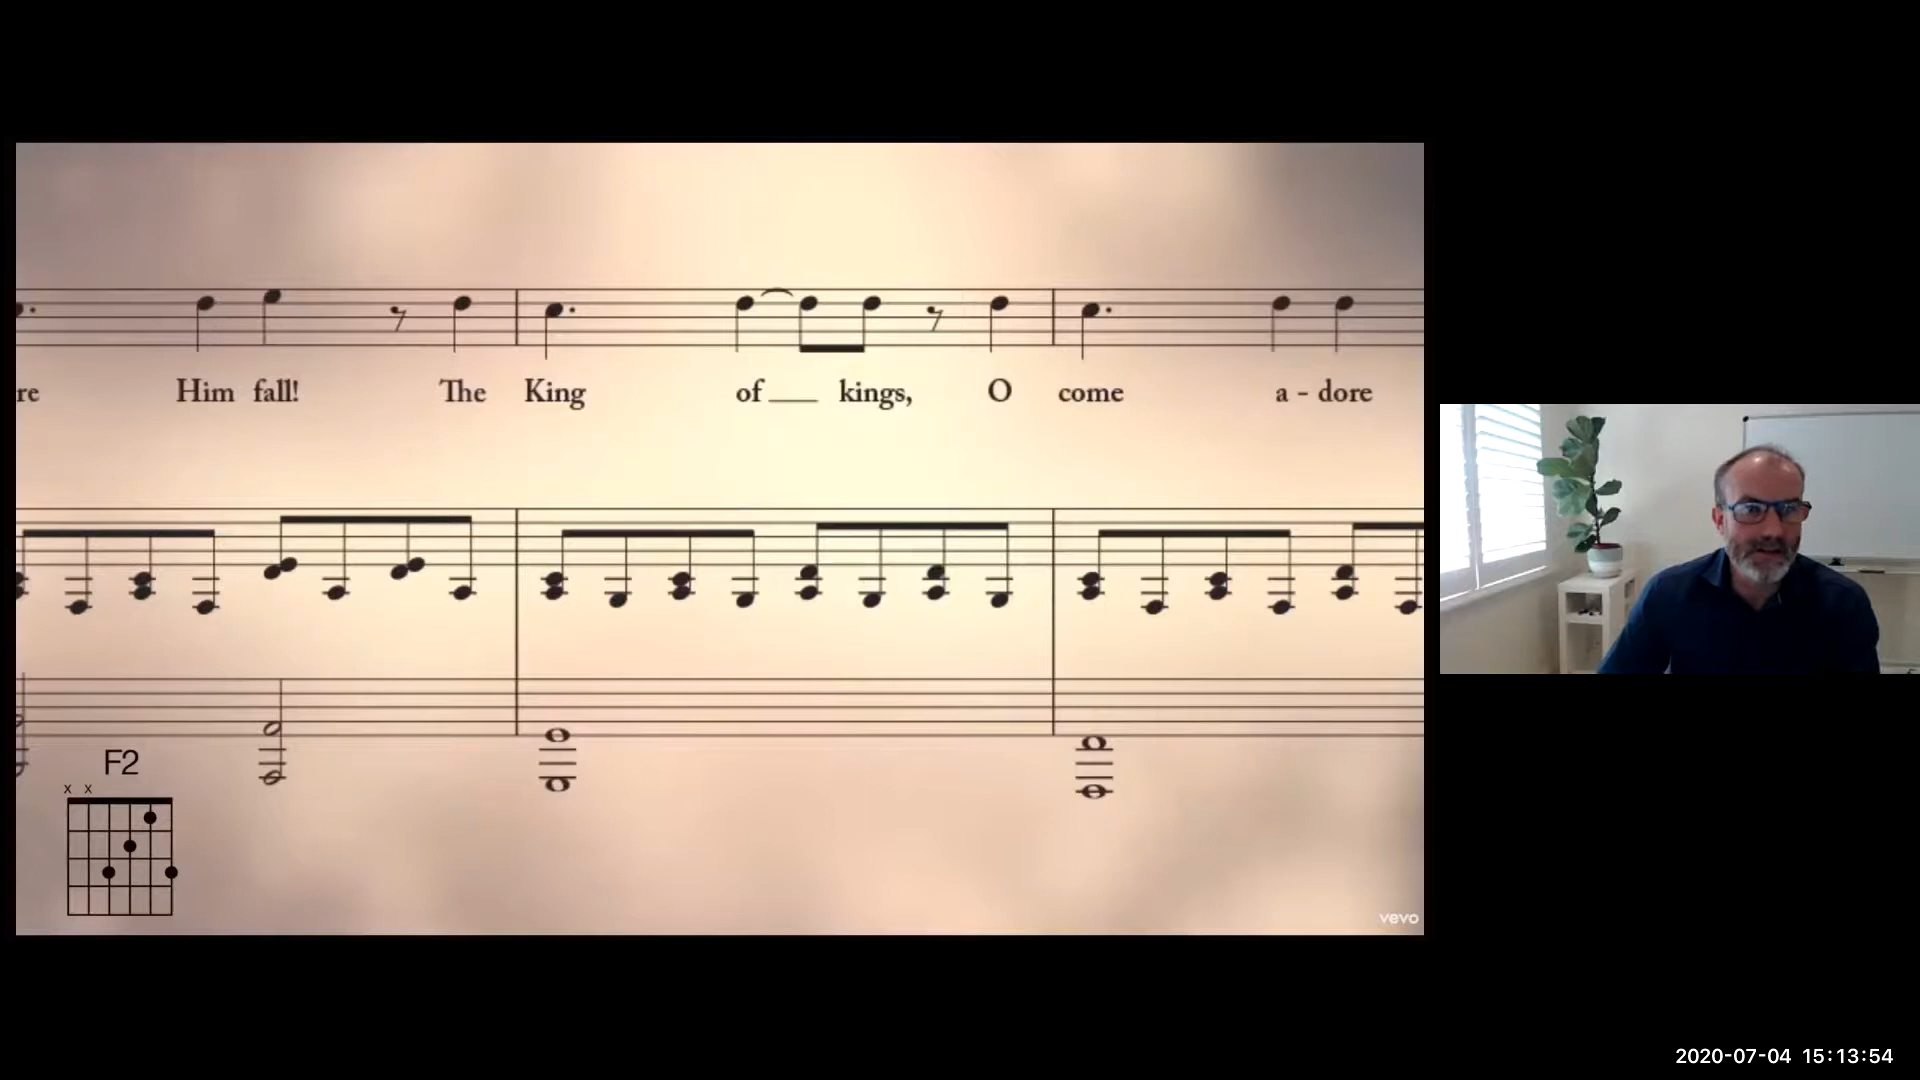 re Him fall! The King of kings, O come a - dore
F2
x x
vevo
2020-07-04 15:13:54